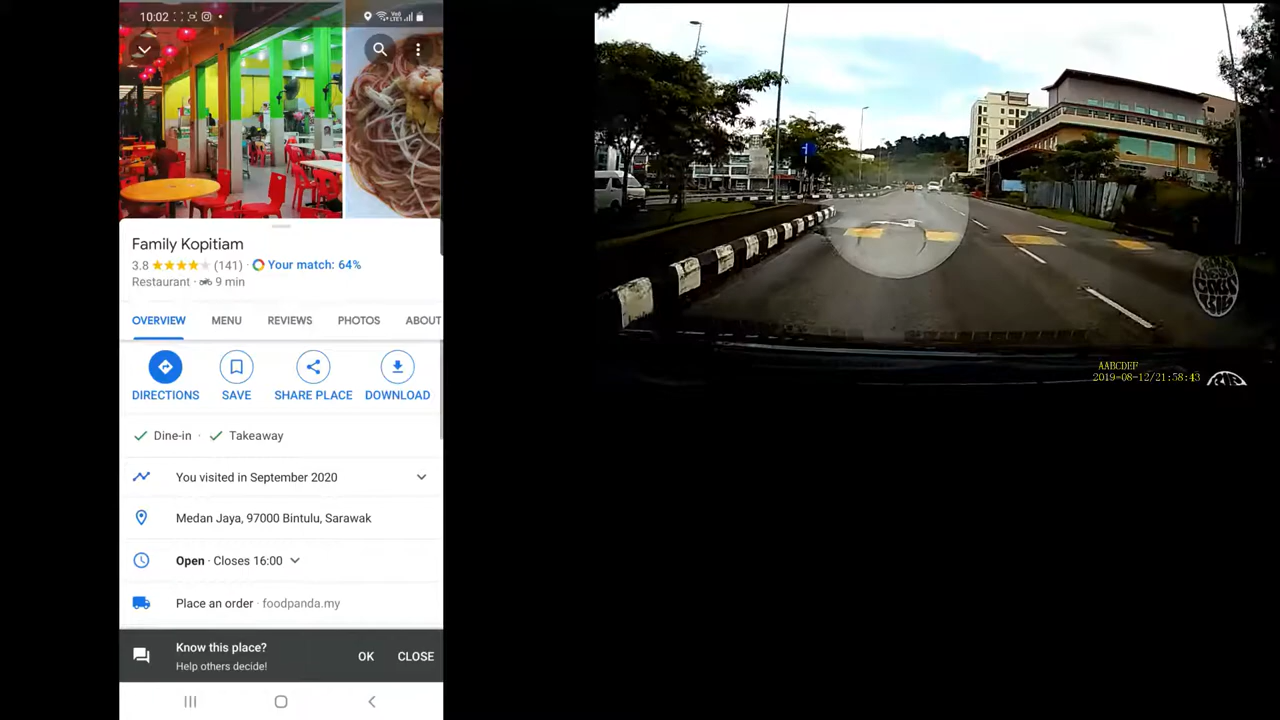 10:02
Vo))
LTE1
Family Kopitiam
3.8 (141) · Your match: 64%
Restaurant · 9 min
OVERVIEW MENU REVIEWS PHOTOS ABOUT
DIRECTIONS SAVE SHARE PLACE DOWNLOAD
Dine-in · Takeaway
You visited in September 2020
Medan Jaya, 97000 Bintulu, Sarawak
Open · Closes 16:00
Place an order · foodpanda.my
Know this place?
Help others decide!
OK CLOSE
AABCDEF
2019-08-12/21:58:43